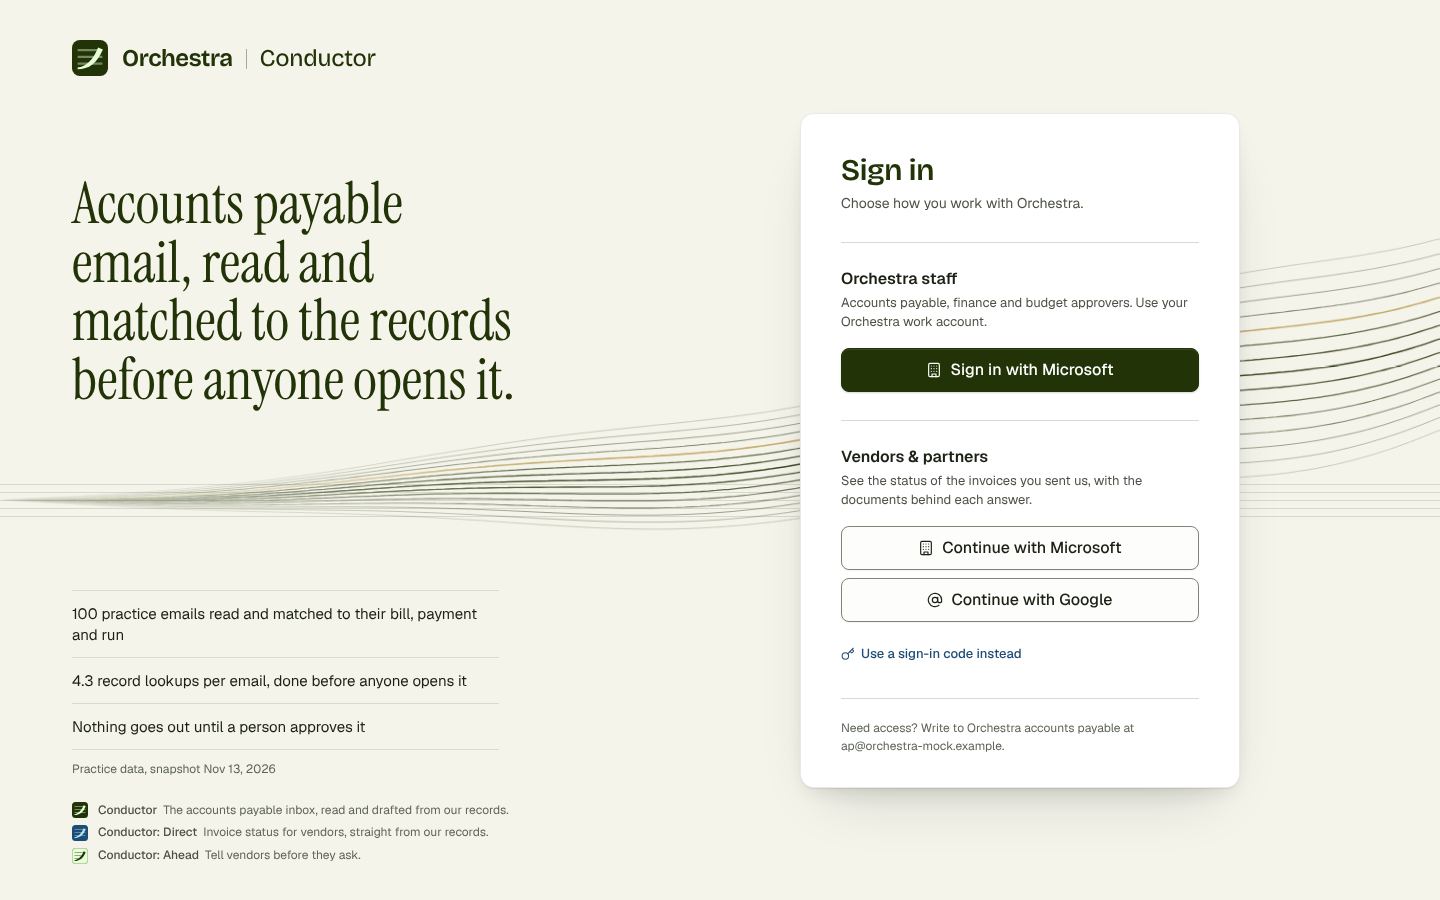 Orchestra | Conductor
Accounts payable
email, read and
matched to the records
before anyone opens it.
100 practice emails read and matched to their bill, payment
and run
4.3 record lookups per email, done before anyone opens it
Nothing goes out until a person approves it
Practice data, snapshot Nov 13, 2026
Conductor The accounts payable inbox, read and drafted from our records.
Conductor: Direct Invoice status for vendors, straight from our records.
Conductor: Ahead Tell vendors before they ask.
Sign in
Choose how you work with Orchestra.
Orchestra staff
Accounts payable, finance and budget approvers. Use your
Orchestra work account.
Sign in with Microsoft
Vendors & partners
See the status of the invoices you sent us, with the
documents behind each answer.
Continue with Microsoft
Continue with Google
Use a sign-in code instead
Need access? Write to Orchestra accounts payable at
ap@orchestra-mock.example.